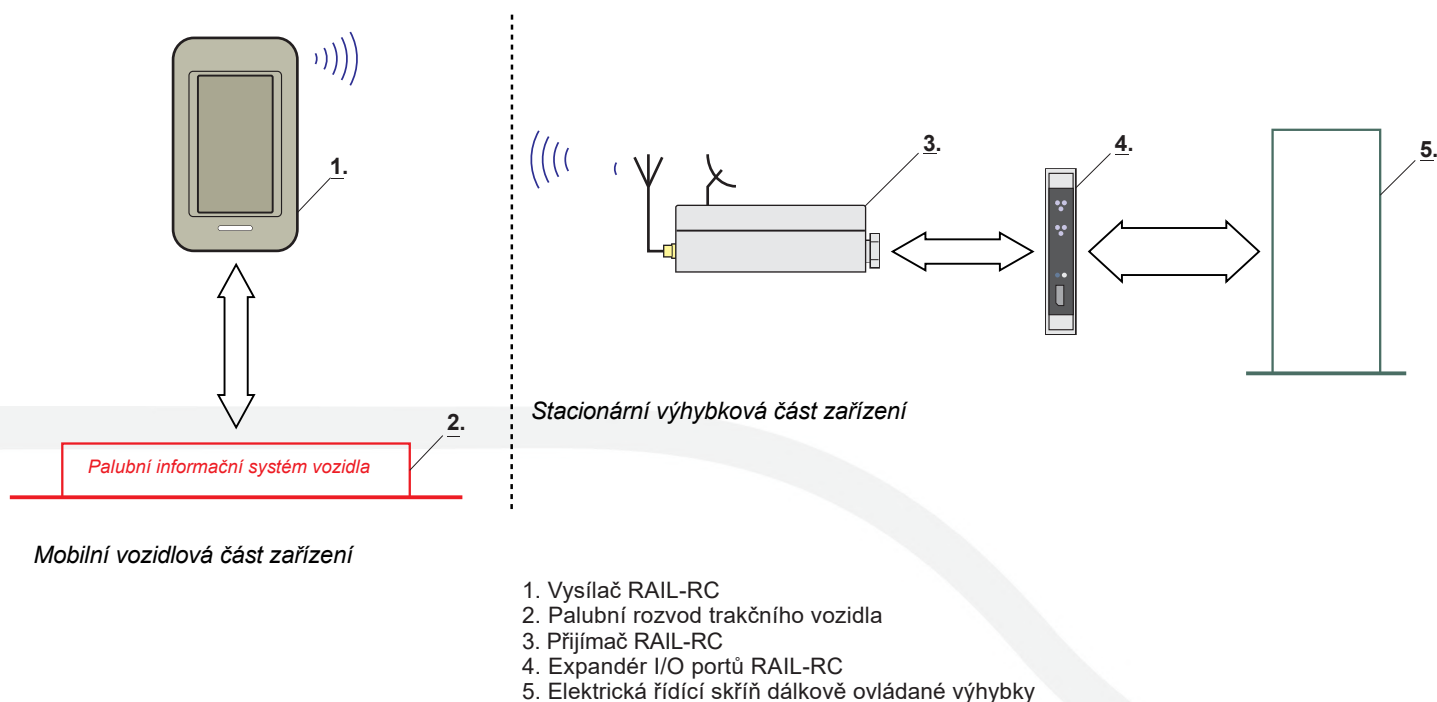 1.
3.
4.
5.
Stacionární výhybková část zařízení
2.
Palubní informační systém vozidla
Mobilní vozidlová část zařízení
1. Vysílač RAIL-RC
2. Palubní rozvod trakčního vozidla
3. Přijímač RAIL-RC
4. Expandér I/O portů RAIL-RC
5. Elektrická řídící skříň dálkově ovládané výhybky